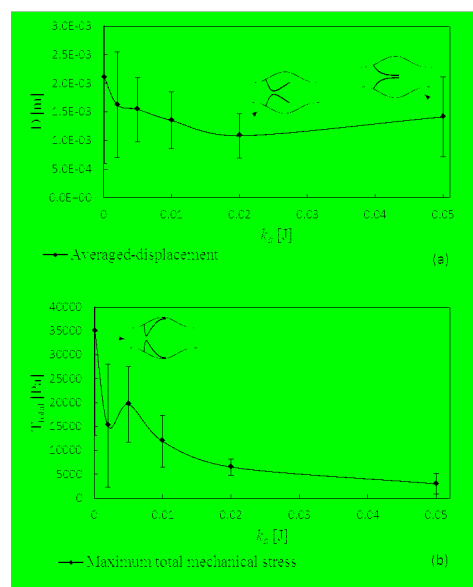 3.0E-03
2.5E-03
2.0E-03
1.5E-03
1.0E-03
5.0E-04
0.0E+00
D [m]
0 0.01 0.02 0.03 0.04 0.05
[J]
Averaged-displacement
(a)
40000
35000
30000
25000
20000
15000
10000
5000
0
[Pa]
0 0.01 0.02 0.03 0.04 0.05
[J]
Maximum total mechanical stress
(b)